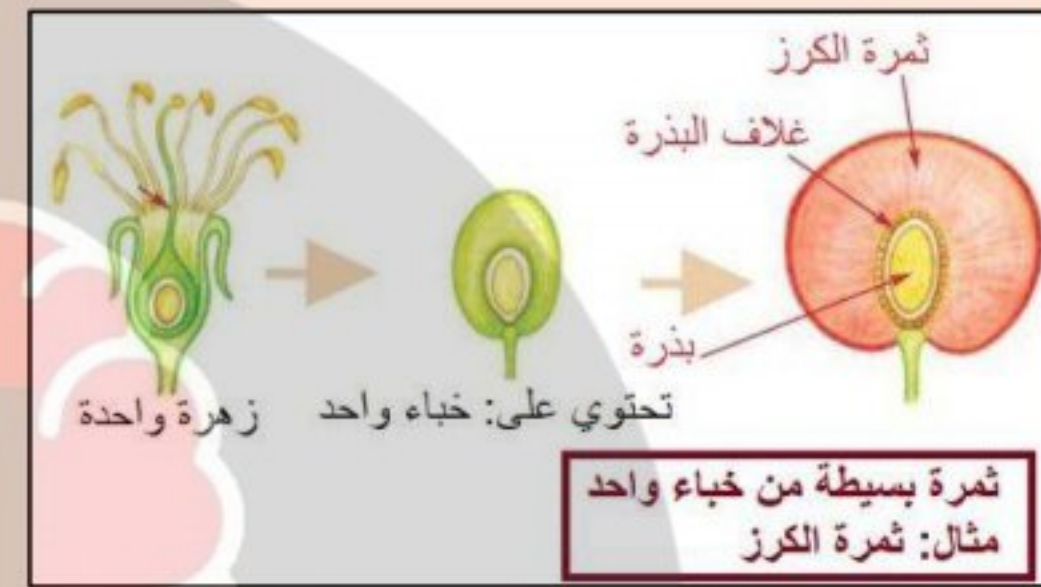 ثمرة الكرز
غلاف البذرة
بذرة
زهرة واحدة
تحتوي على: خباء واحد
ثمرة بسيطة من خباء واحد
مثال: ثمرة الكرز